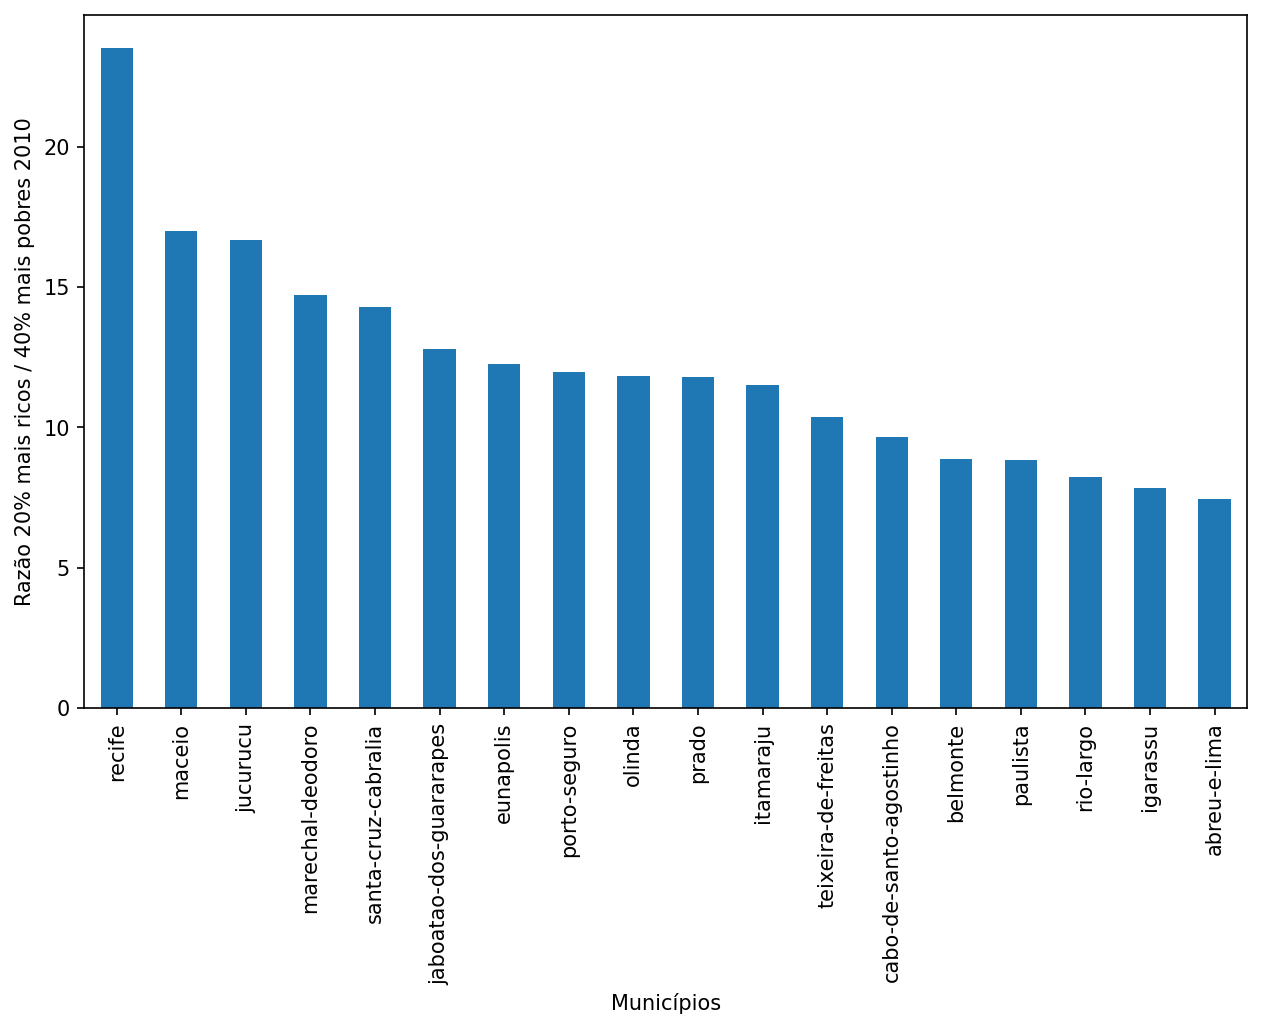 Razão 20% mais ricos / 40% mais pobres 2010
20
15
10
5
0
recife
maceio
jucurucu
marechal-deodoro
santa-cruz-cabralia
jaboatao-dos-guararapes
eunapolis
porto-seguro
olinda
prado
itamaraju
teixeira-de-freitas
cabo-de-santo-agostinho
belmonte
paulista
rio-largo
igarassu
abreu-e-lima
Municípios